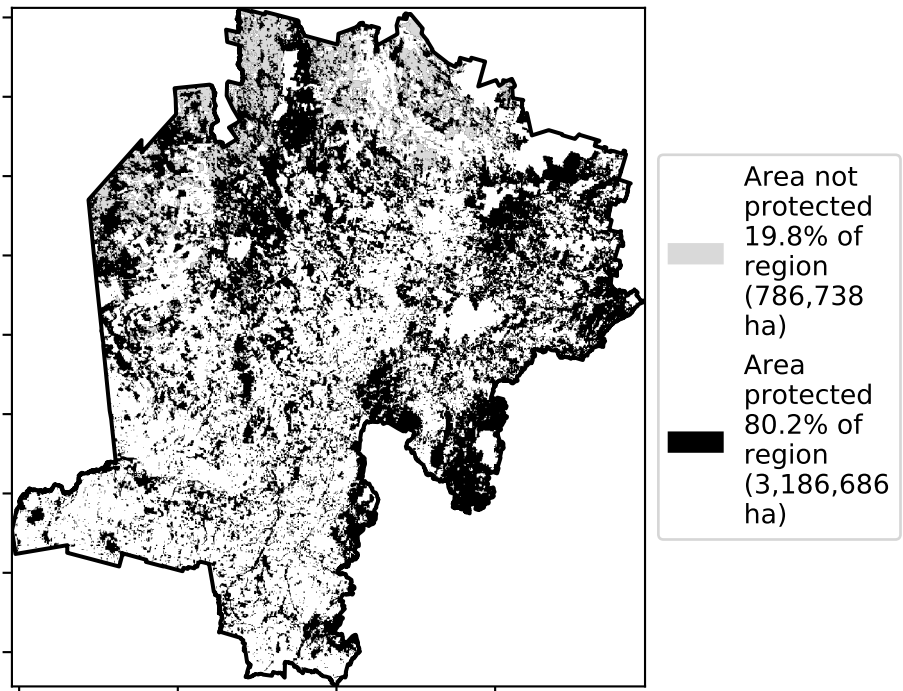 Area not
protected
19.8% of
region
(786,738
ha)
Area
protected
80.2% of
region
(3,186,686
ha)